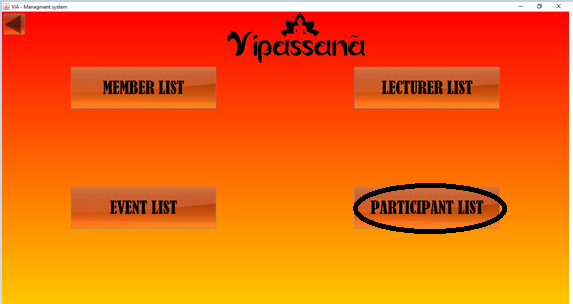 VIA - Managment system
Vipassanā
MEMBER LIST
LECTURER LIST
EVENT LIST
PARTICIPANT LIST